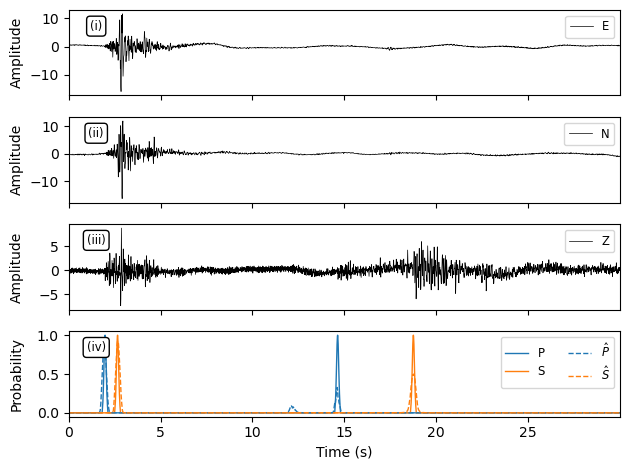 10
0
−10
Amplitude
(i)
E
10
0
−10
Amplitude
(ii)
N
5
0
−5
Amplitude
(iii)
Z
1.0
0.5
0.0
Probability
(iv)
P P̂
S Ŝ
0 5 10 15 20 25
Time (s)